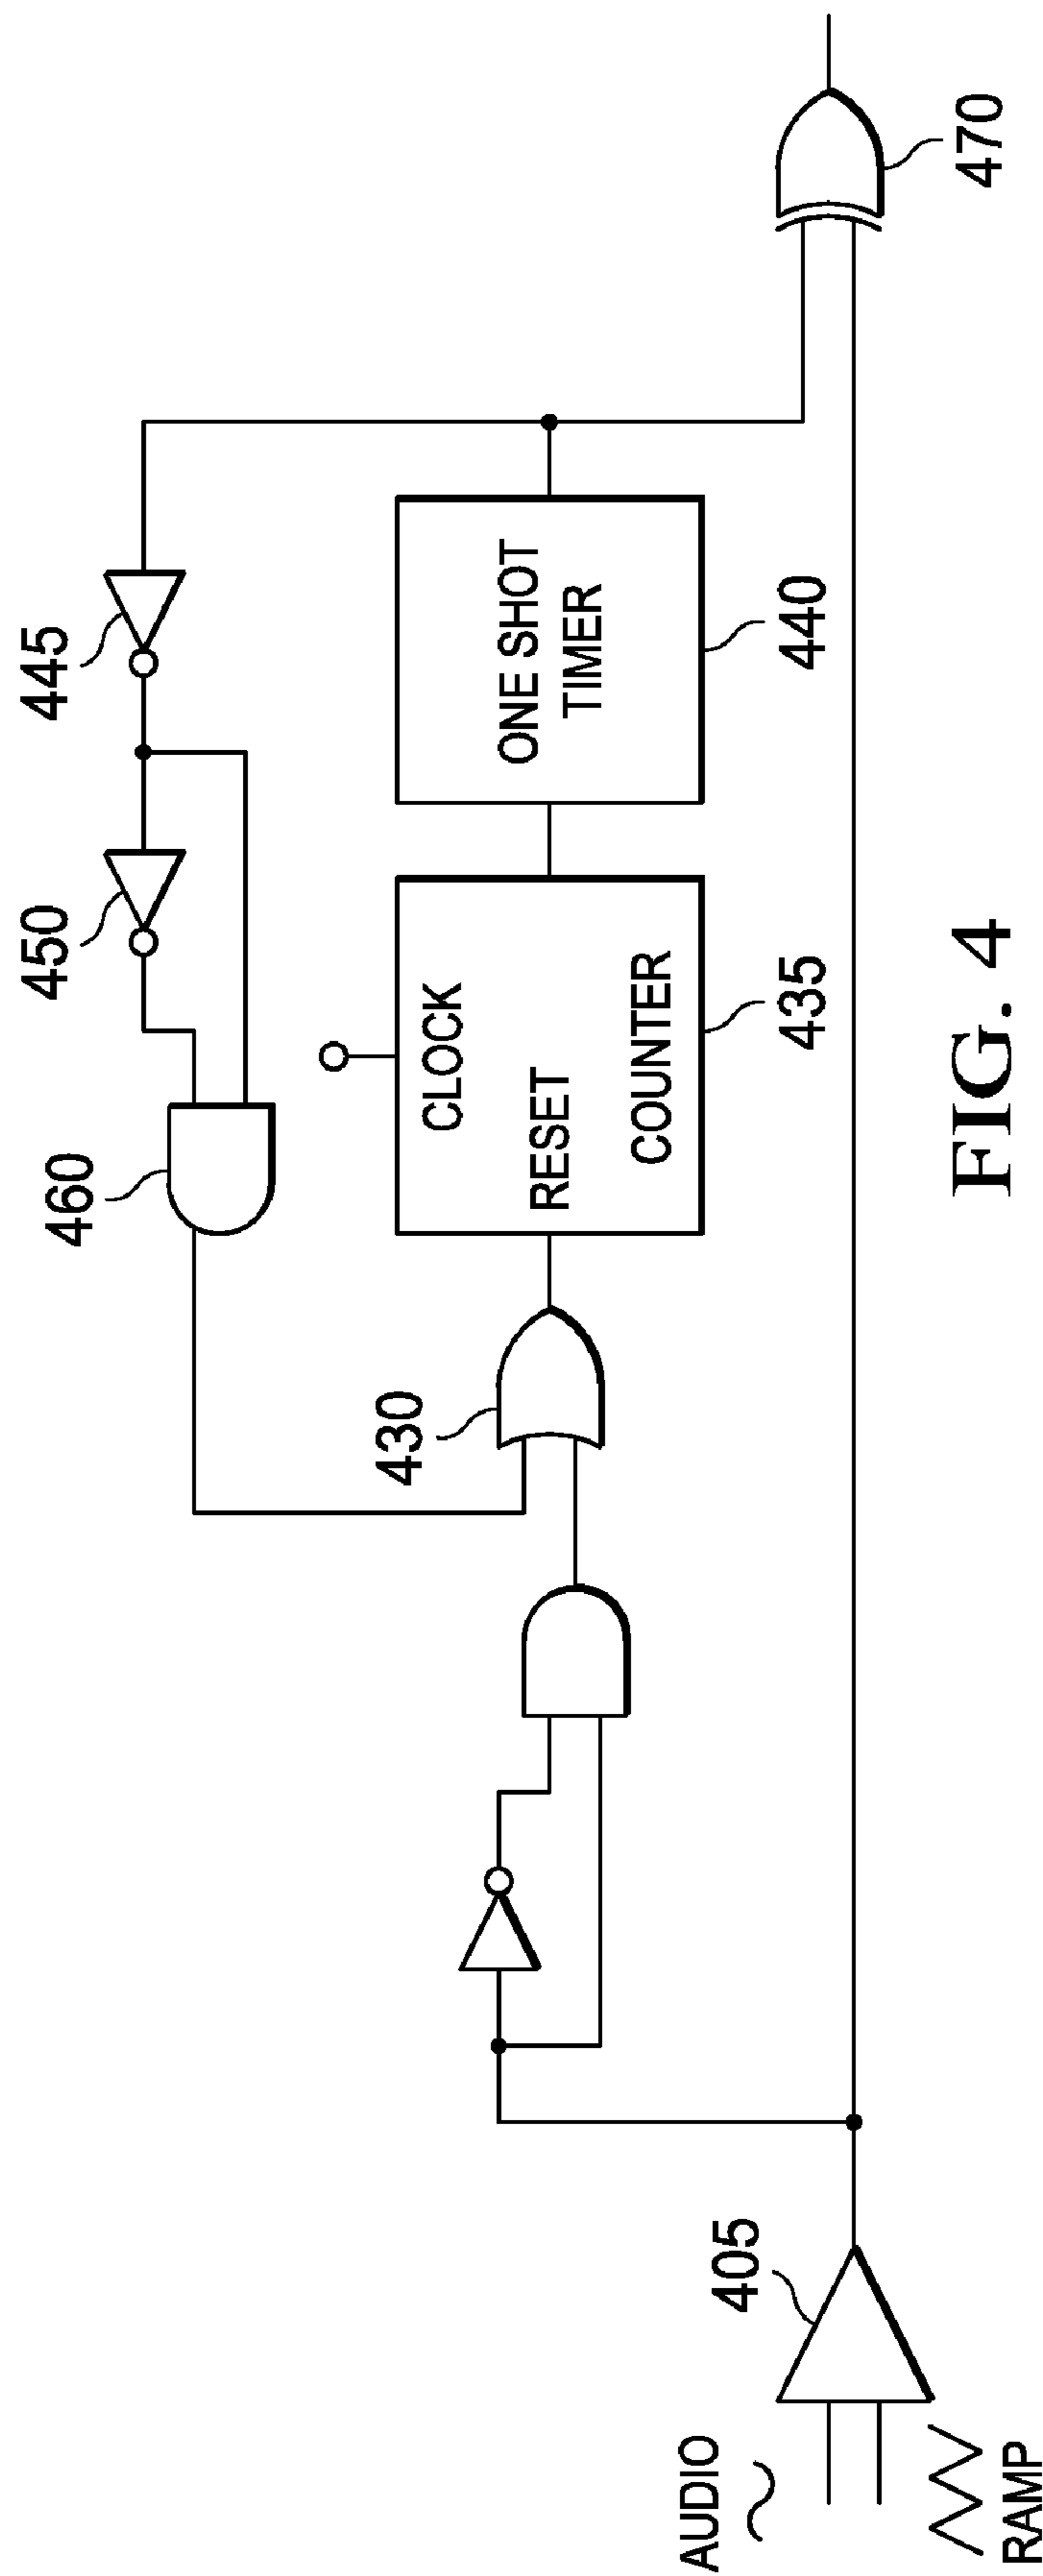 AUDIO
RAMP
405
430
460
CLOCK
RESET
COUNTER
435
450
445
ONE SHOT
TIMER
440
470
FIG. 4